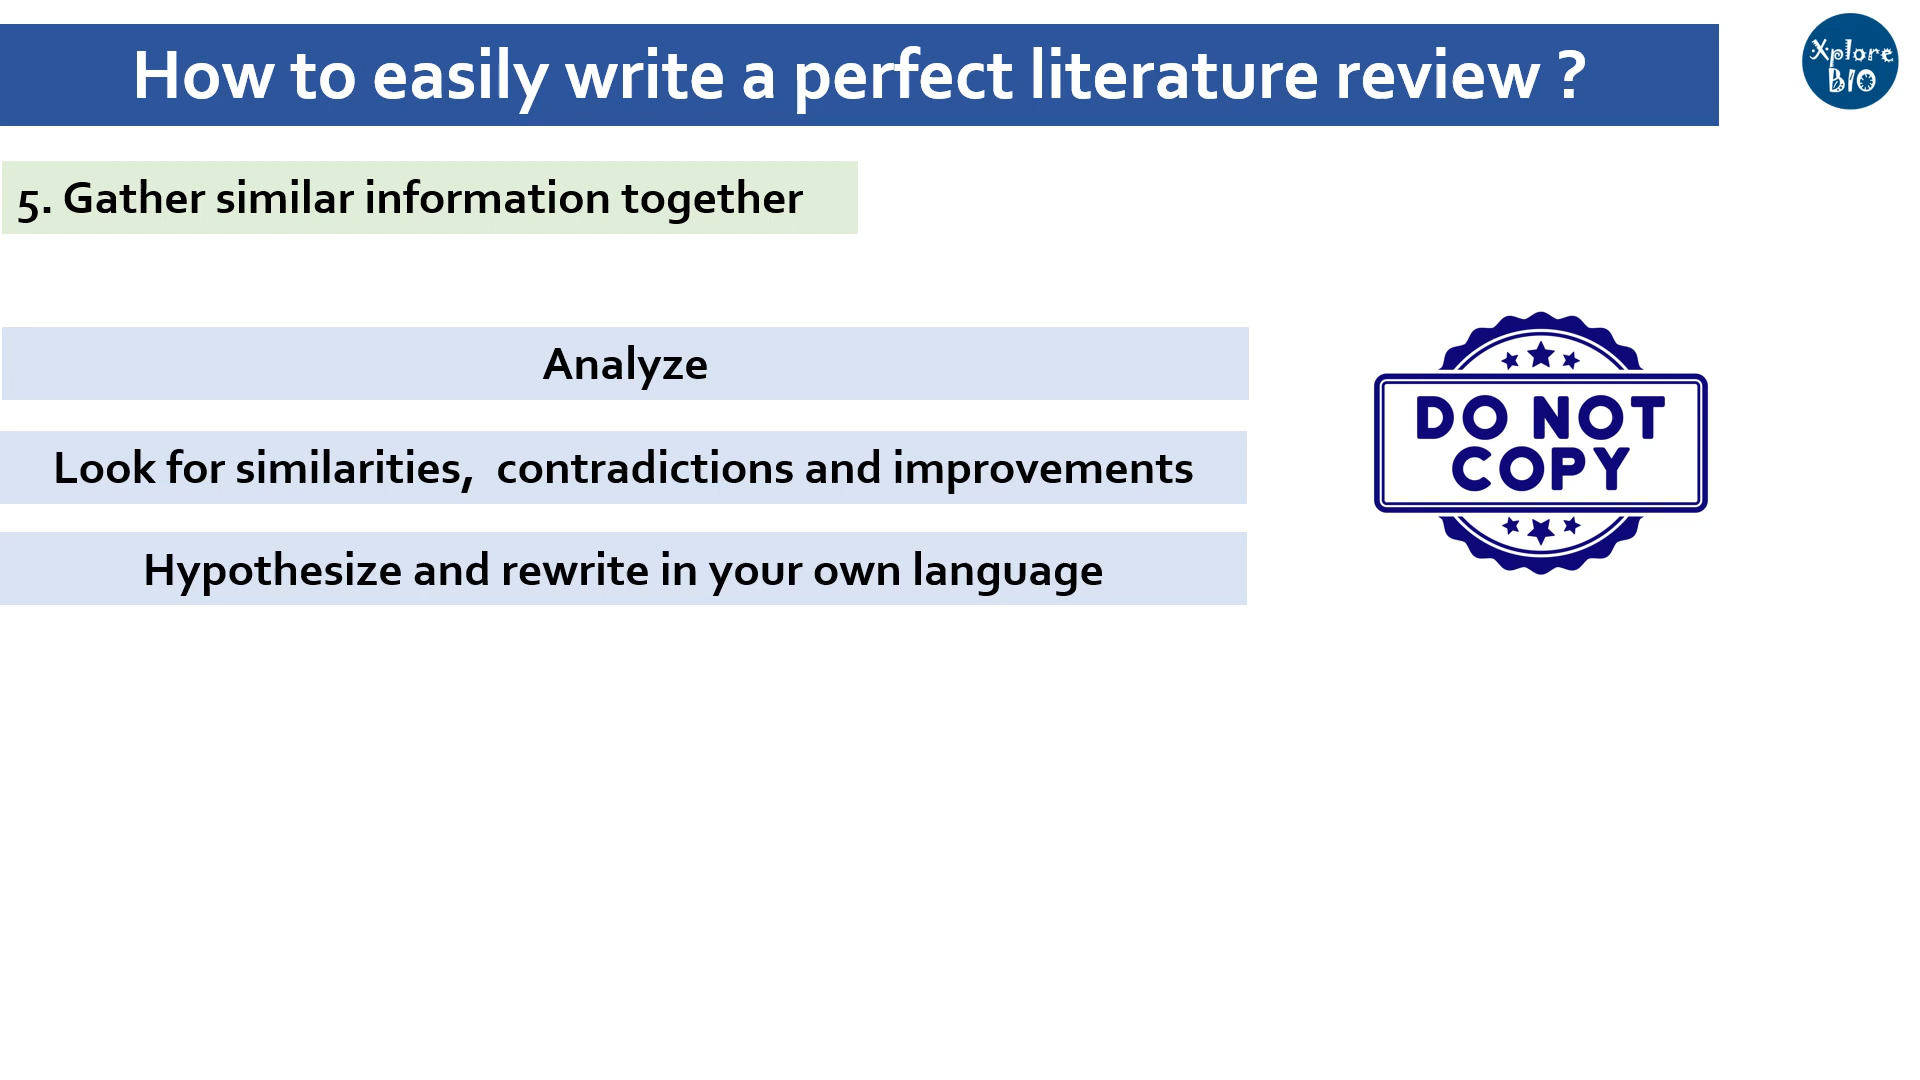 How to easily write a perfect literature review ?
Xplore
BIO
5. Gather similar information together
Analyze
Look for similarities,  contradictions and improvements
Hypothesize and rewrite in your own language
DO NOT
COPY